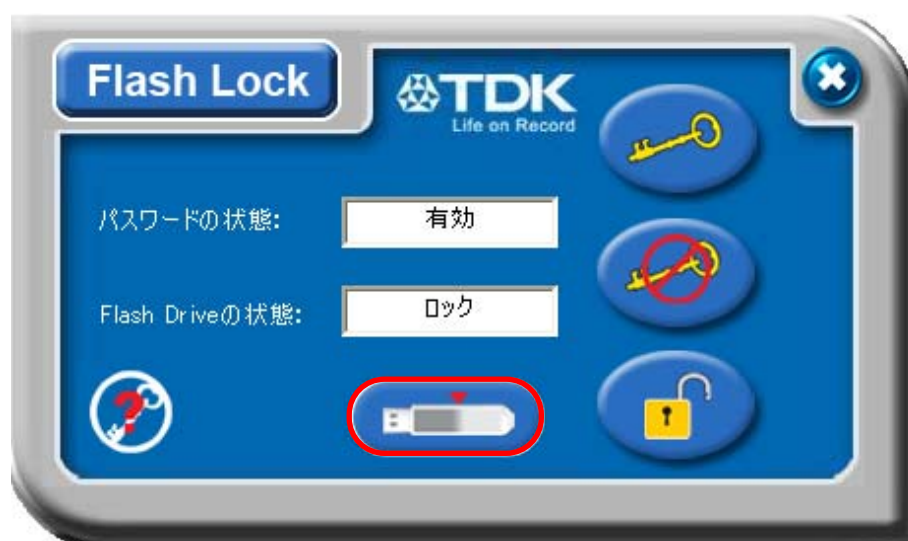 Flash Lock
TDK
Life on Record
パスワードの状態:
有効
Flash Driveの状態:
ロック
?